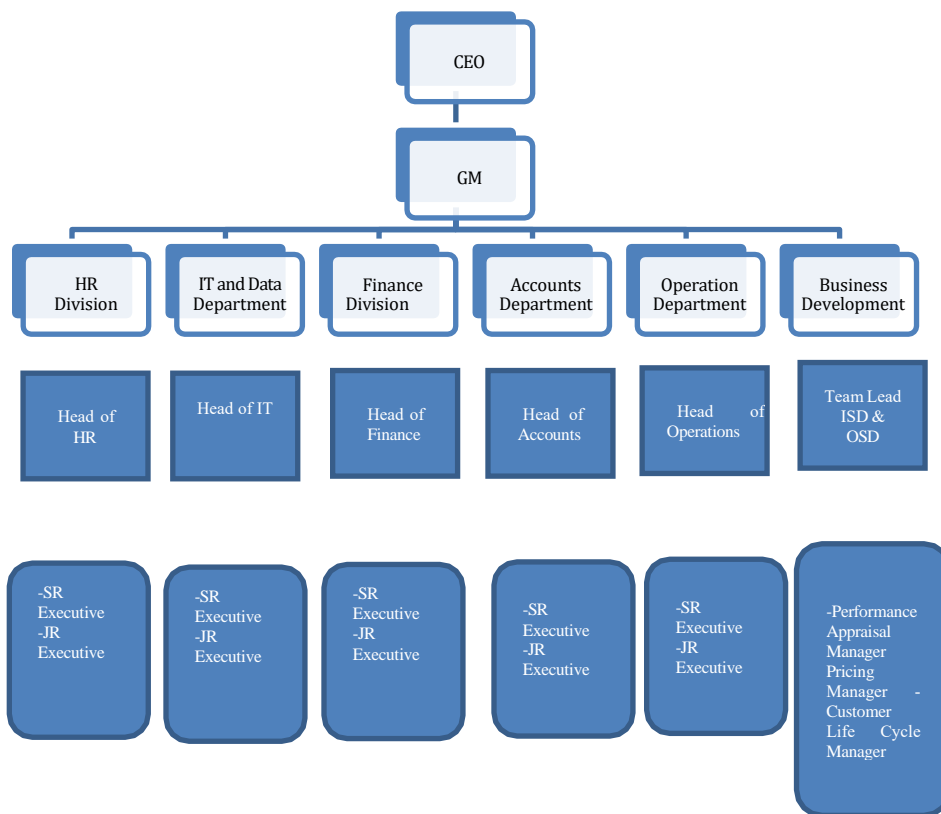 CEO
GM
HR
Division
IT and Data
Department
Finance
Division
Accounts
Department
Operation
Department
Business
Development
Head of
HR
Head of IT
Head of
Finance
Head of
Accounts
Head of
Operations
Team Lead
ISD &
OSD
-SR
Executive
-JR
Executive
-SR
Executive
-JR
Executive
-SR
Executive
-JR
Executive
-SR
Executive
-JR
Executive
-SR
Executive
-JR
Executive
-Performance
Appraisal
Manager
Pricing
Manager -
Customer
Life Cycle
Manager